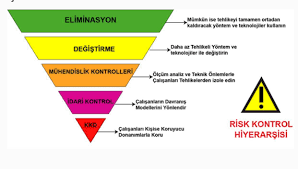 ELİMİNASYON
Mümkün ise tehlikeyi tamamen ortadan
kaldıracak yöntem ve teknolojiler kullanın
DEĞİŞTİRME
Daha az Tehlikeli Yöntem ve
teknolojiler ile değiştirin
MÜHENDİSLİK KONTROLLERİ
Ölçüm analiz ve Teknik Önlemlerle
Çalışanları Tehlikelerden izole edin
İDARİ KONTROL
Çalışanların Davranış
Modellerini Yönlendir
KKD
Çalışanları Kişise Koruyucu
Donanımlarla Koru
RİSK KONTROL
HİYERARŞİSİ